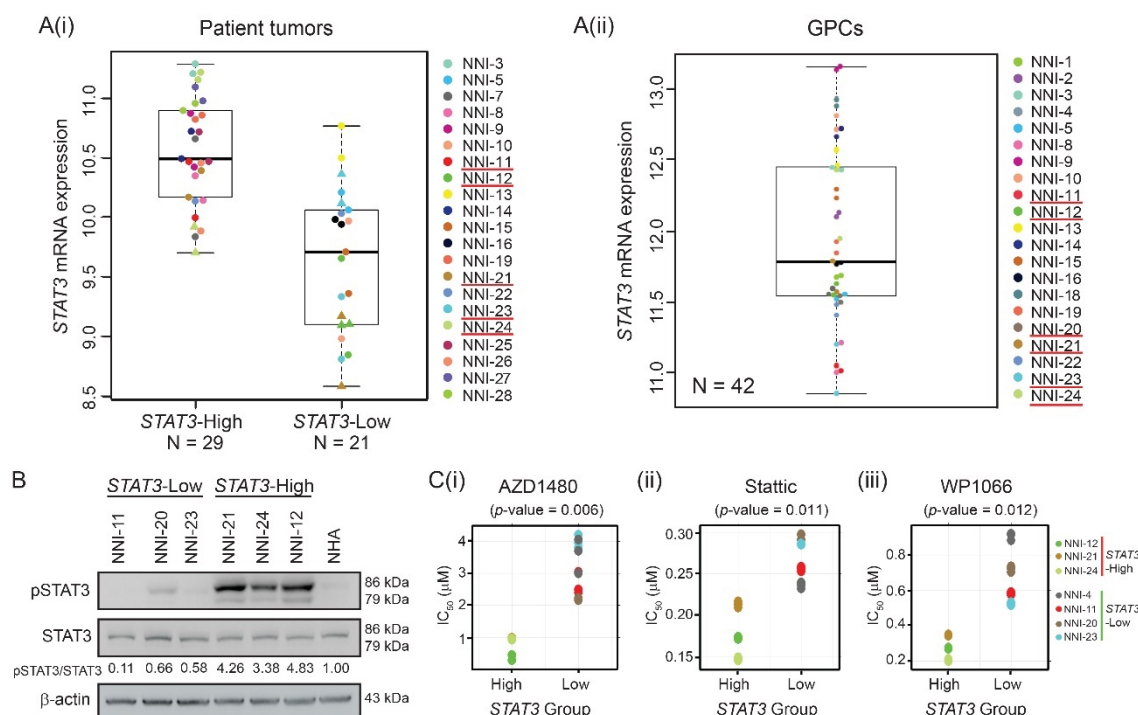 A(i)
Patient tumors
STAT3 mRNA expression
11.0
10.5
10.0
9.5
9.0
8.5
STAT3-High
N = 29
STAT3-Low
N = 21
NNI-3
NNI-5
NNI-7
NNI-8
NNI-9
NNI-10
NNI-11
NNI-12
NNI-13
NNI-14
NNI-15
NNI-16
NNI-19
NNI-21
NNI-22
NNI-23
NNI-24
NNI-25
NNI-26
NNI-27
NNI-28
A(ii)
GPCs
STAT3 mRNA expression
13.0
12.5
12.0
11.5
11.0
N = 42
NNI-1
NNI-2
NNI-3
NNI-4
NNI-5
NNI-8
NNI-9
NNI-10
NNI-11
NNI-12
NNI-13
NNI-14
NNI-15
NNI-16
NNI-18
NNI-19
NNI-20
NNI-21
NNI-22
NNI-23
NNI-24
B
STAT3-Low STAT3-High
NNI-11 NNI-20 NNI-23 NNI-21 NNI-24 NNI-12 NHA
pSTAT3
86 kDa
79 kDa
STAT3
86 kDa
79 kDa
pSTAT3/STAT3 0.11 0.66 0.58 4.26 3.38 4.83 1.00
β-actin
43 kDa
C(i)
AZD1480
(p-value = 0.006)
IC50 (μM)
4
3
2
1
High Low
STAT3 Group
(ii)
Stattic
(p-value = 0.011)
IC50 (μM)
0.30
0.25
0.20
0.15
High Low
STAT3 Group
(iii)
WP1066
(p-value = 0.012)
IC50 (μM)
0.8
0.6
0.4
0.2
High Low
STAT3 Group
NNI-12
NNI-21
NNI-24
STAT3
-High
NNI-4
NNI-11
NNI-20
NNI-23
STAT3
-Low